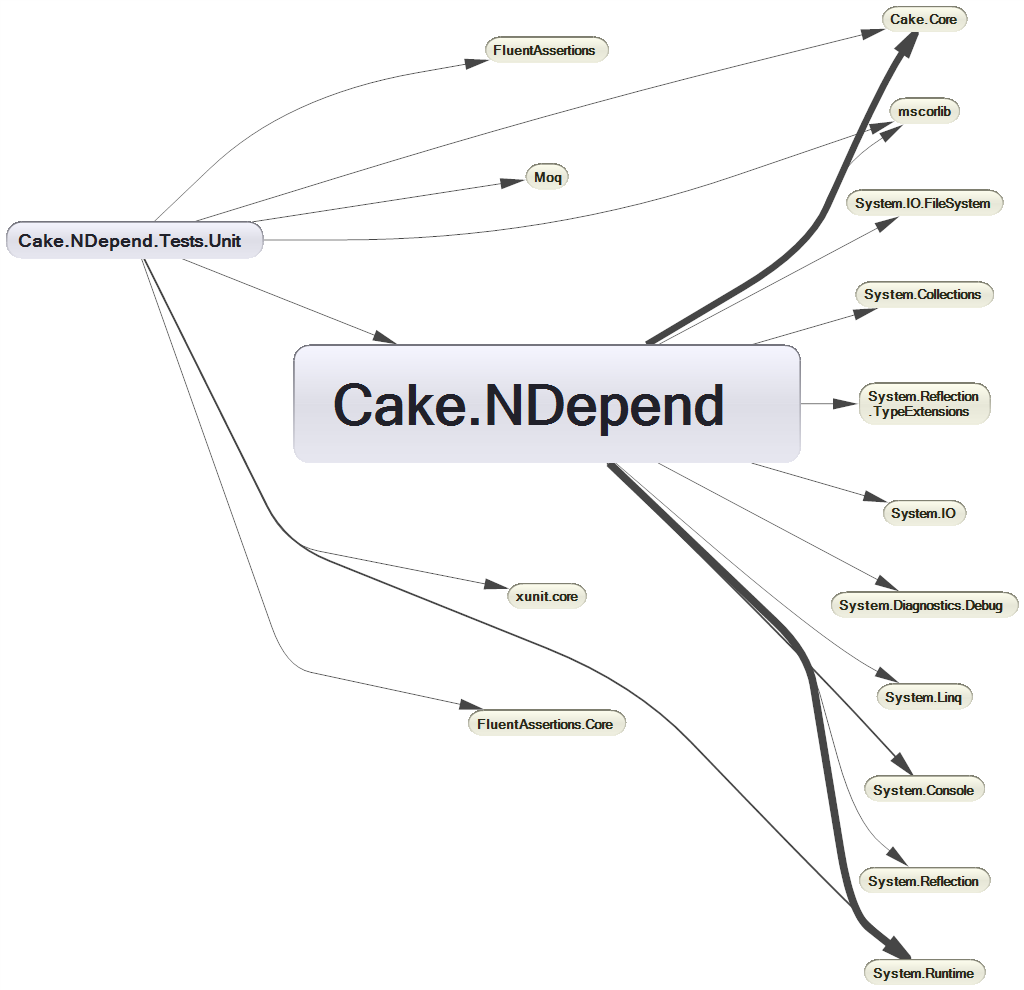 Cake.Core
FluentAssertions
mscorlib
Moq
System.IO.FileSystem
Cake.NDepend.Tests.Unit
System.Collections
Cake.NDepend
System.Reflection
.TypeExtensions
System.IO
xunit.core
System.Diagnostics.Debug
System.Linq
FluentAssertions.Core
System.Console
System.Reflection
System.Runtime